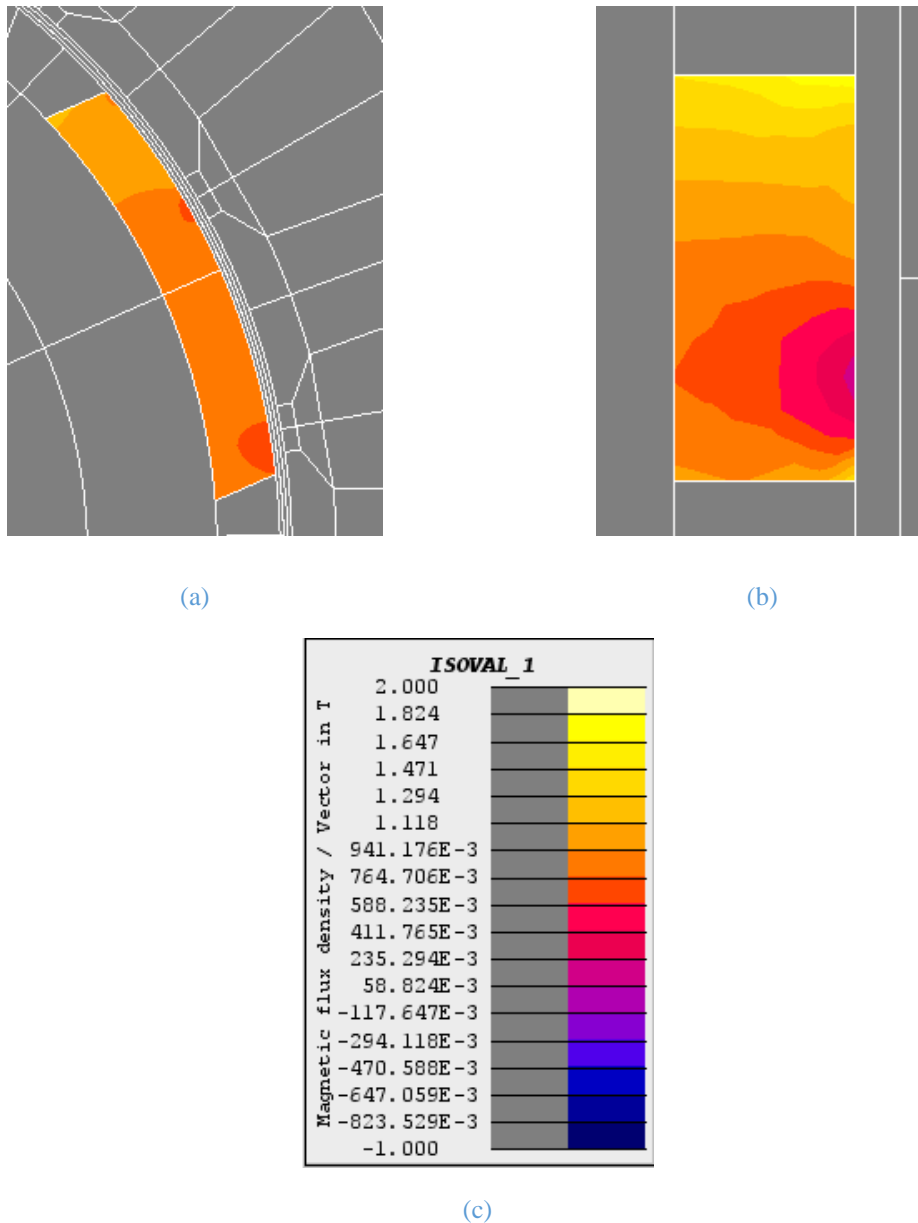 (a)
(b)
ISOVAL_1
Magnetic flux density / Vector in T
2.000
1.824
1.647
1.471
1.294
1.118
941.176E-3
764.706E-3
588.235E-3
411.765E-3
235.294E-3
58.824E-3
-117.647E-3
-294.118E-3
-470.588E-3
-647.059E-3
-823.529E-3
-1.000
(c)